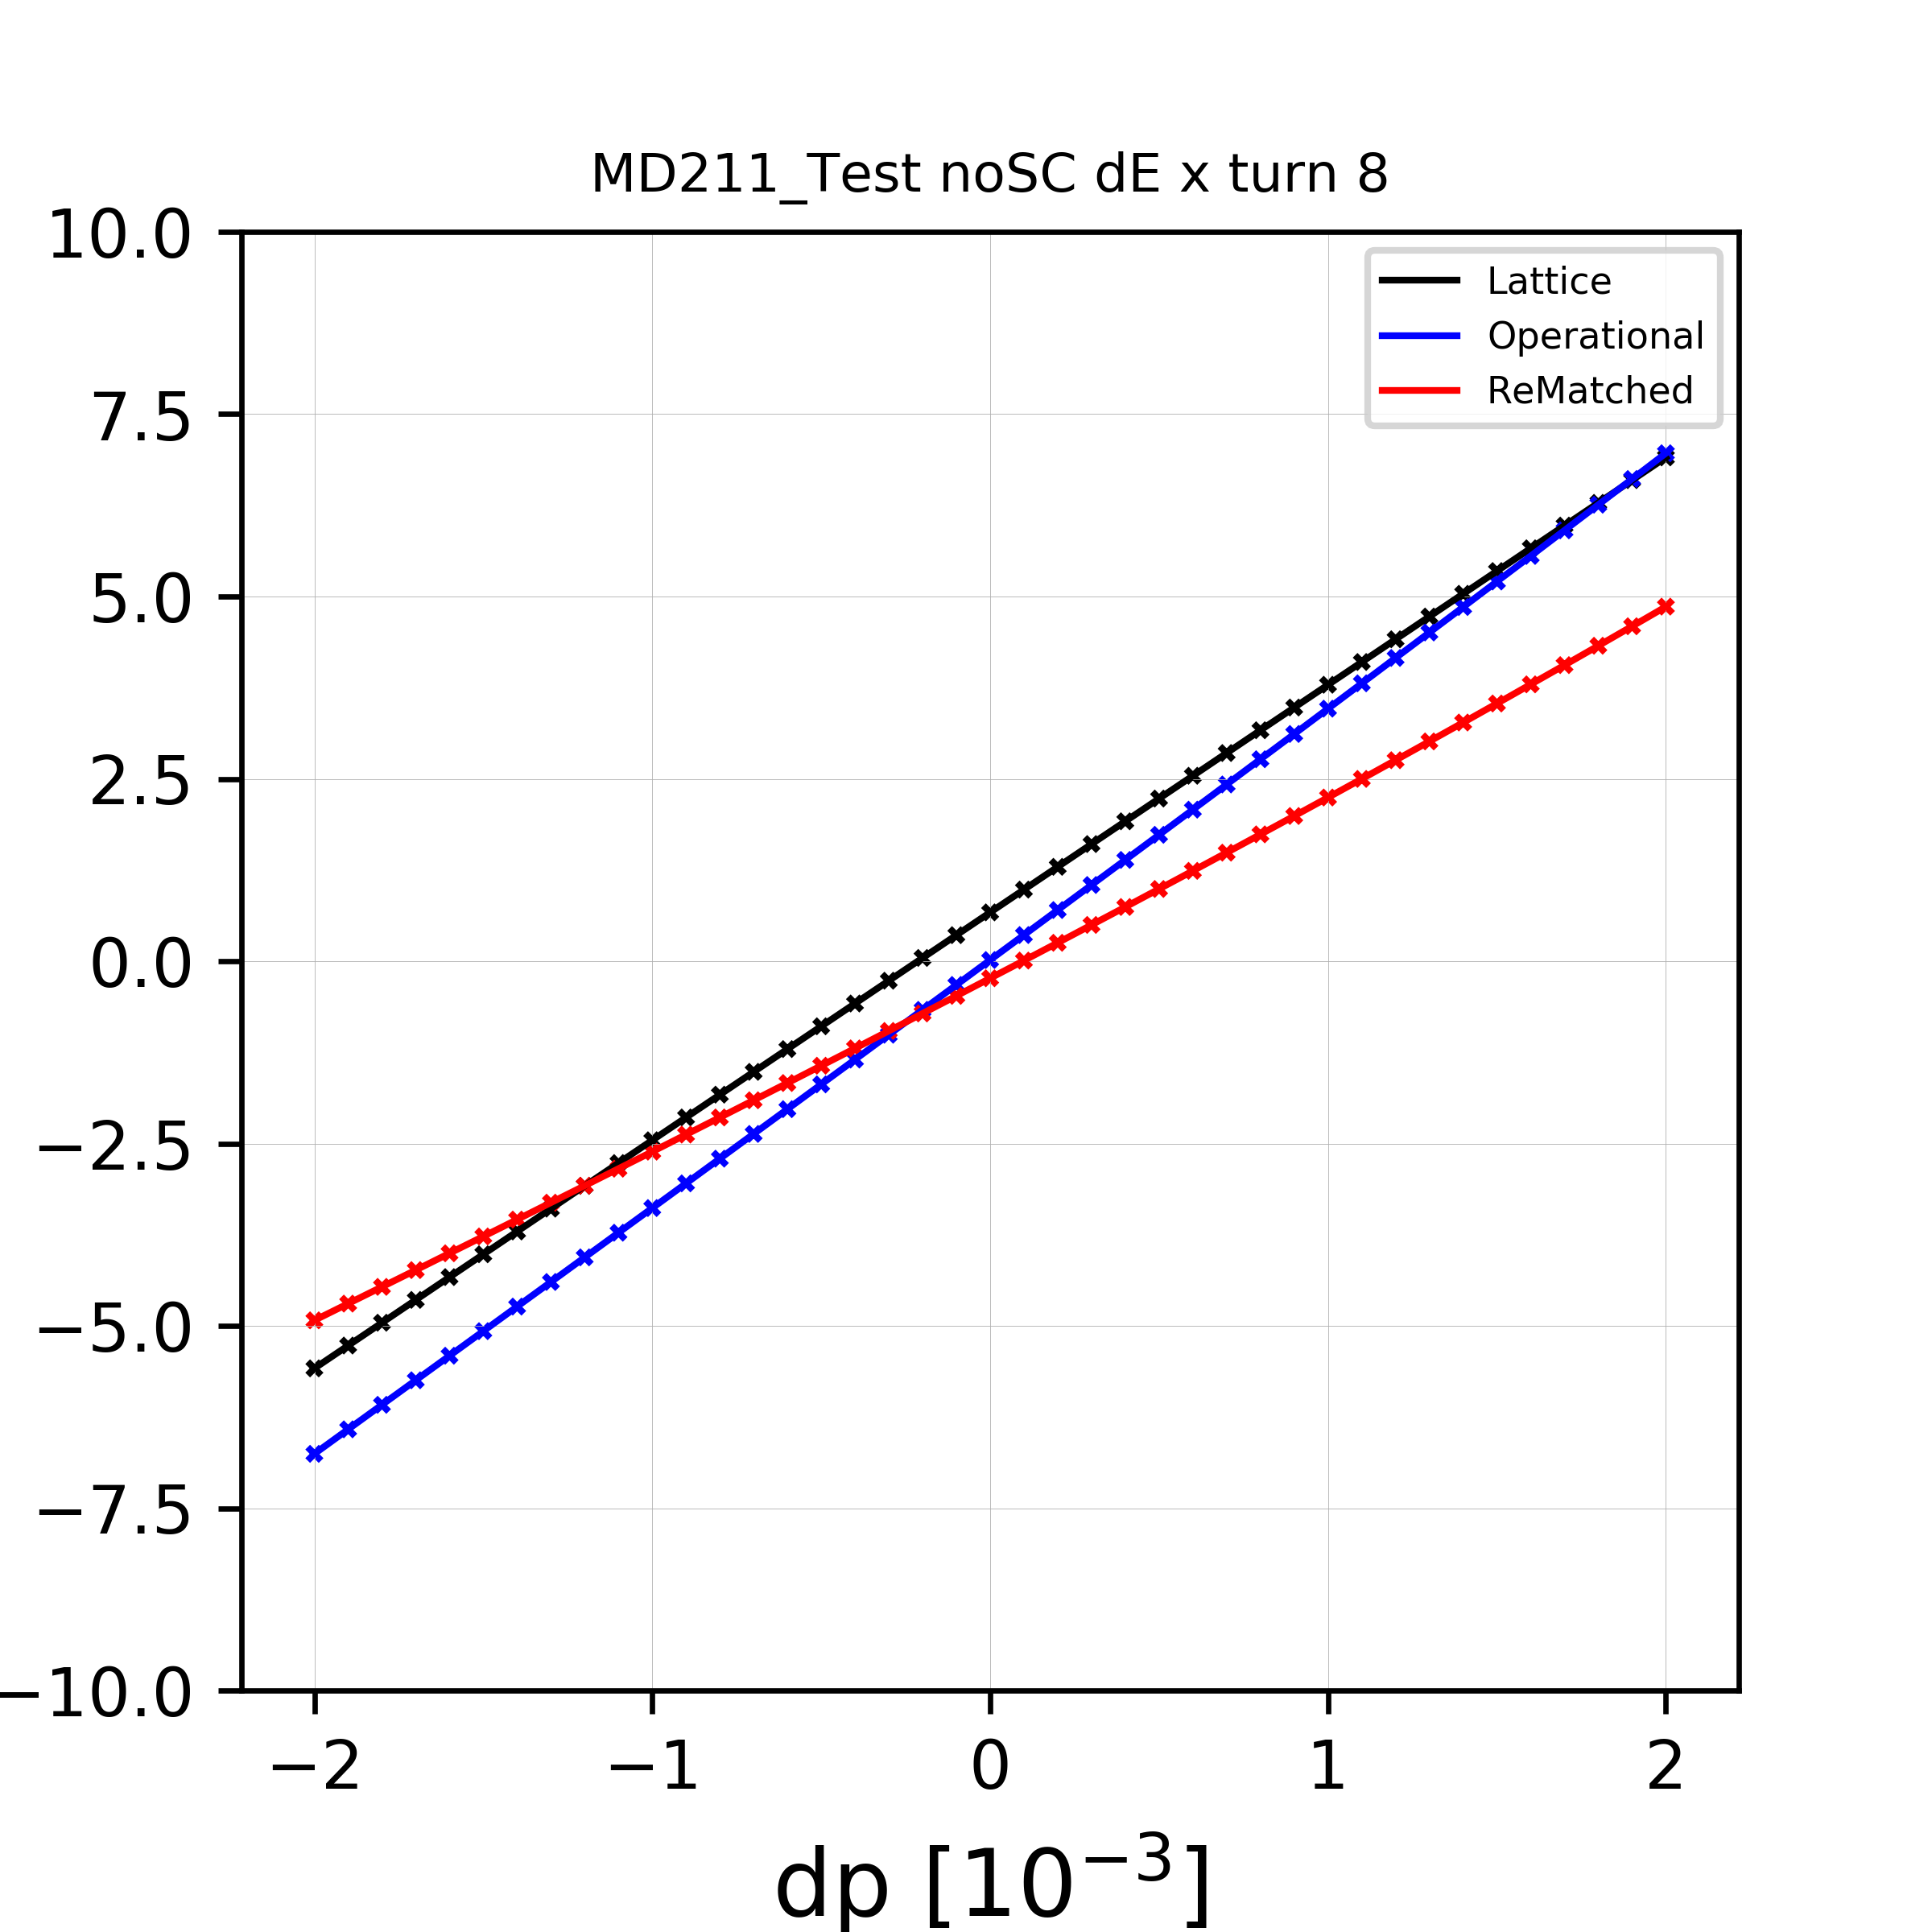 MD211_Test noSC dE x turn 8
10.0
7.5
5.0
2.5
0.0
−2.5
−5.0
−7.5
−10.0
Lattice
Operational
ReMatched
−2 −1 0 1 2
dp [10⁻³]